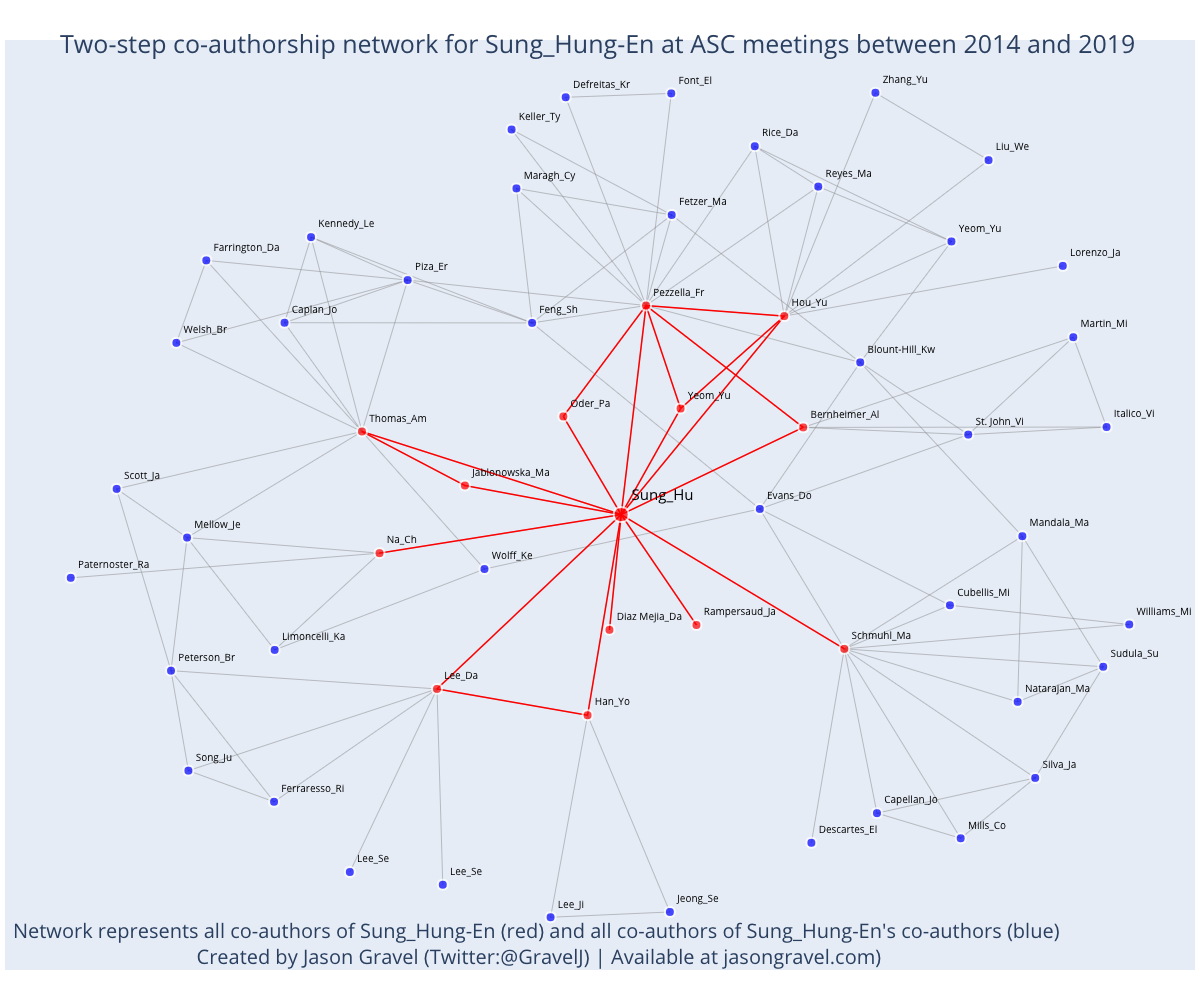 Two-step co-authorship network for Sung_Hung-En at ASC meetings between 2014 and 2019
Defreitas_Kr
Font_El
Zhang_Yu
Keller_Ty
Rice_Da
Liu_We
Maragh_Cy
Reyes_Ma
Fetzer_Ma
Kennedy_Le
Yeom_Yu
Farrington_Da
Piza_Er
Lorenzo_Ja
Pezzella_Fr
Hou_Yu
Caplan_Jo
Feng_Sh
Welsh_Br
Martin_Mi
Blount-Hill_Kw
Oder_Pa
Yeom_Yu
Thomas_Am
Bernheimer_Al
St. John_Vi
Italico_Vi
Scott_Ja
Jablonowska_Ma
Sung_Hu
Evans_Do
Mellow_Je
Na_Ch
Mandala_Ma
Paternoster_Ra
Wolff_Ke
Cubellis_Mi
Diaz Mejia_Da
Rampersaud_Ja
Williams_Mi
Limoncelli_Ka
Schmuhl_Ma
Peterson_Br
Sudula_Su
Lee_Da
Natarajan_Ma
Han_Yo
Song_Ju
Silva_Ja
Ferraresso_Ri
Capellan_Jo
Descartes_El
Mills_Co
Lee_Se
Lee_Se
Lee_Ji
Jeong_Se
Network represents all co-authors of Sung_Hung-En (red) and all co-authors of Sung_Hung-En's co-authors (blue)
Created by Jason Gravel (Twitter:@GravelJ) | Available at jasongravel.com)